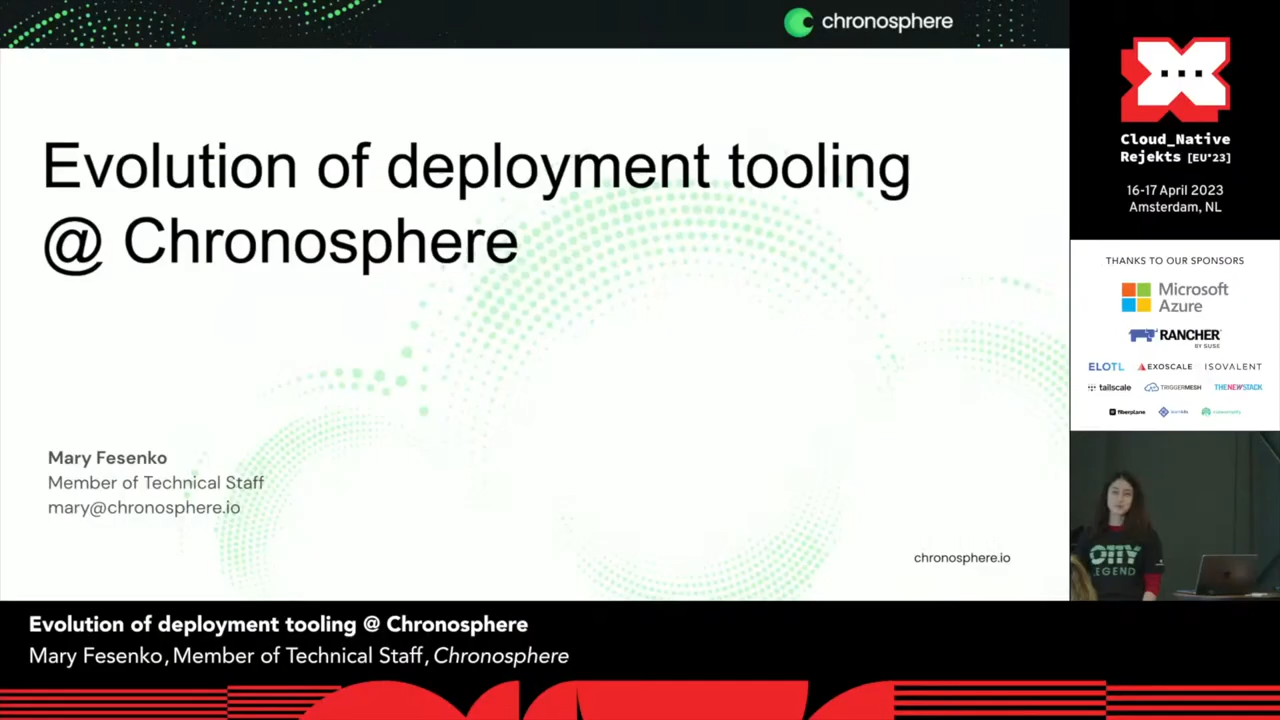 chronosphere
Evolution of deployment tooling
@ Chronosphere
Mary Fesenko
Member of Technical Staff
mary@chronosphere.io
chronosphere.io
Cloud_Native
Rejekts [EU'23]
16-17 April 2023
Amsterdam, NL
THANKS TO OUR SPONSORS
Microsoft
Azure
RANCHER
BY SUSE
ELOTL EXOSCALE ISOVALENT
tailscale TRIGGERMESH THENEWSTACK
fiberplane
LEGEND
Evolution of deployment tooling @ Chronosphere
Mary Fesenko, Member of Technical Staff, Chronosphere